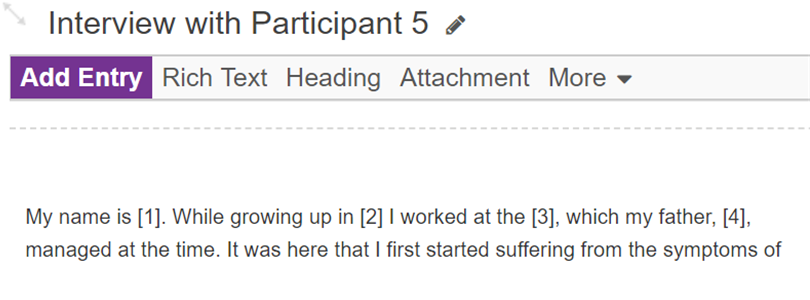 Interview with Participant 5
Add Entry Rich Text Heading Attachment More
My name is [1]. While growing up in [2] I worked at the [3], which my father, [4],
managed at the time. It was here that I first started suffering from the symptoms of